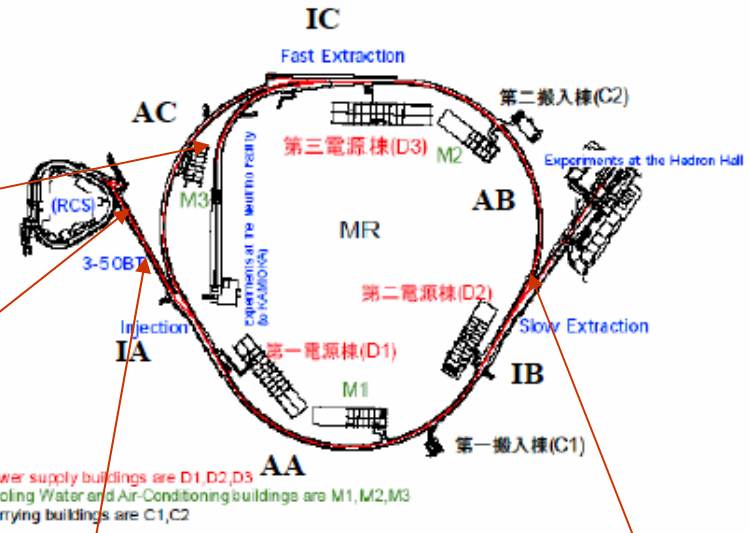 IC
Fast Extraction
AC
第二搬入棟(C2)
第三電源棟(D3)
M2
Experiments at the Hadron Hall
(RCS)
M3
Experiments at the Neutrino Facility
(to KAMIOKA)
AB
MR
3-50BT
第二電源棟(D2)
Injection
Slow Extraction
IA
第一電源棟(D1)
IB
M1
第一搬入棟(C1)
AA
wer supply buildings are D1,D2,D3
oling Water and Air-Conditioning buildings are M1,M2,M3
rrying buildings are C1,C2